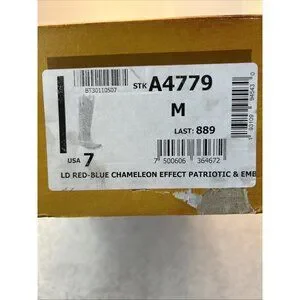 BT30110507
STK A4779
M
LAST: 889
USA 7
7 500606 364672
LD RED-BLUE CHAMELEON EFFECT PATRIOTIC & EMB